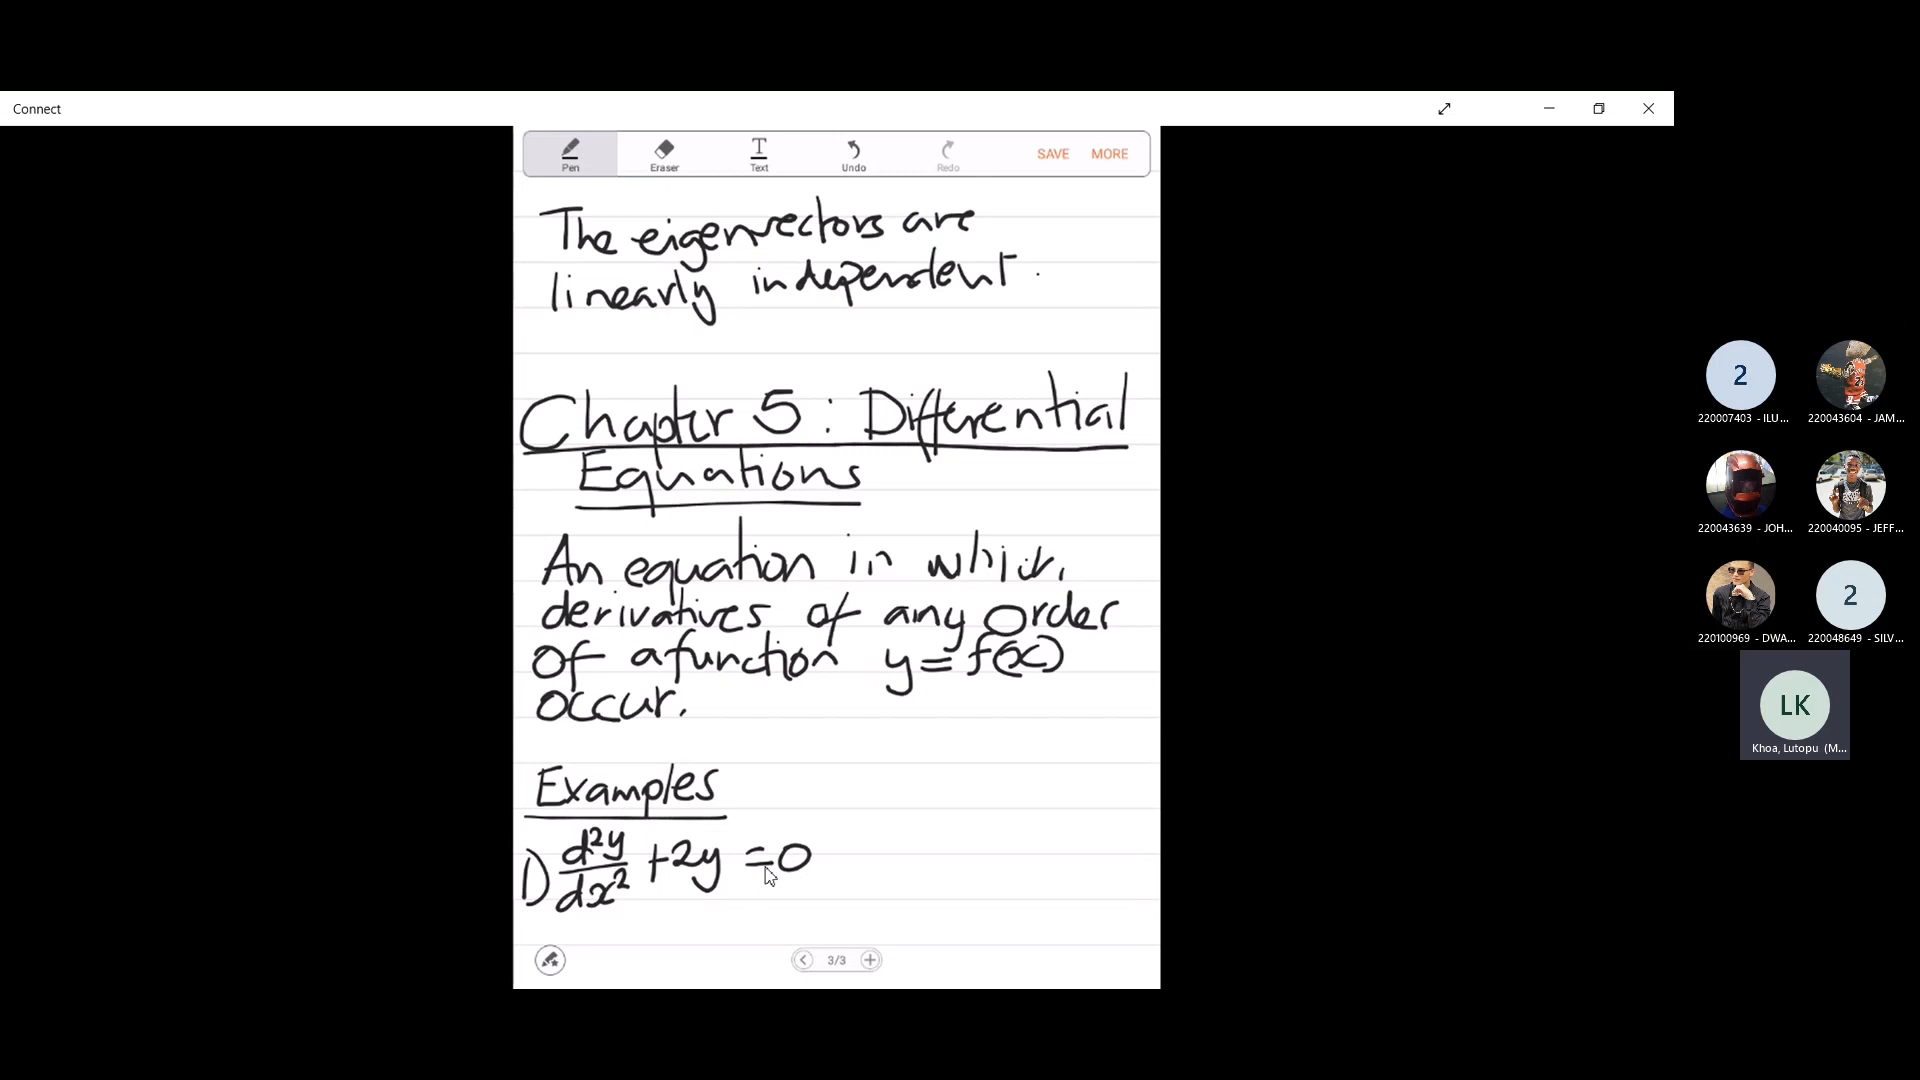 Connect
Pen
Eraser
Text
Undo
Redo
SAVE
MORE
The eigenvectors are
linearly independent.
Chapter 5 : Differential
Equations
An equation in which
derivatives of any order
of a function y = f(x)
occur.
Examples
1) d²y/dx² + 2y = 0
3/3
2
220007403 - ILU...
220043604 - JAM...
220043639 - JOH...
220040095 - JEFF...
220100969 - DWA...
2
220048649 - SILV...
LK
Khoa, Lutopu (M...